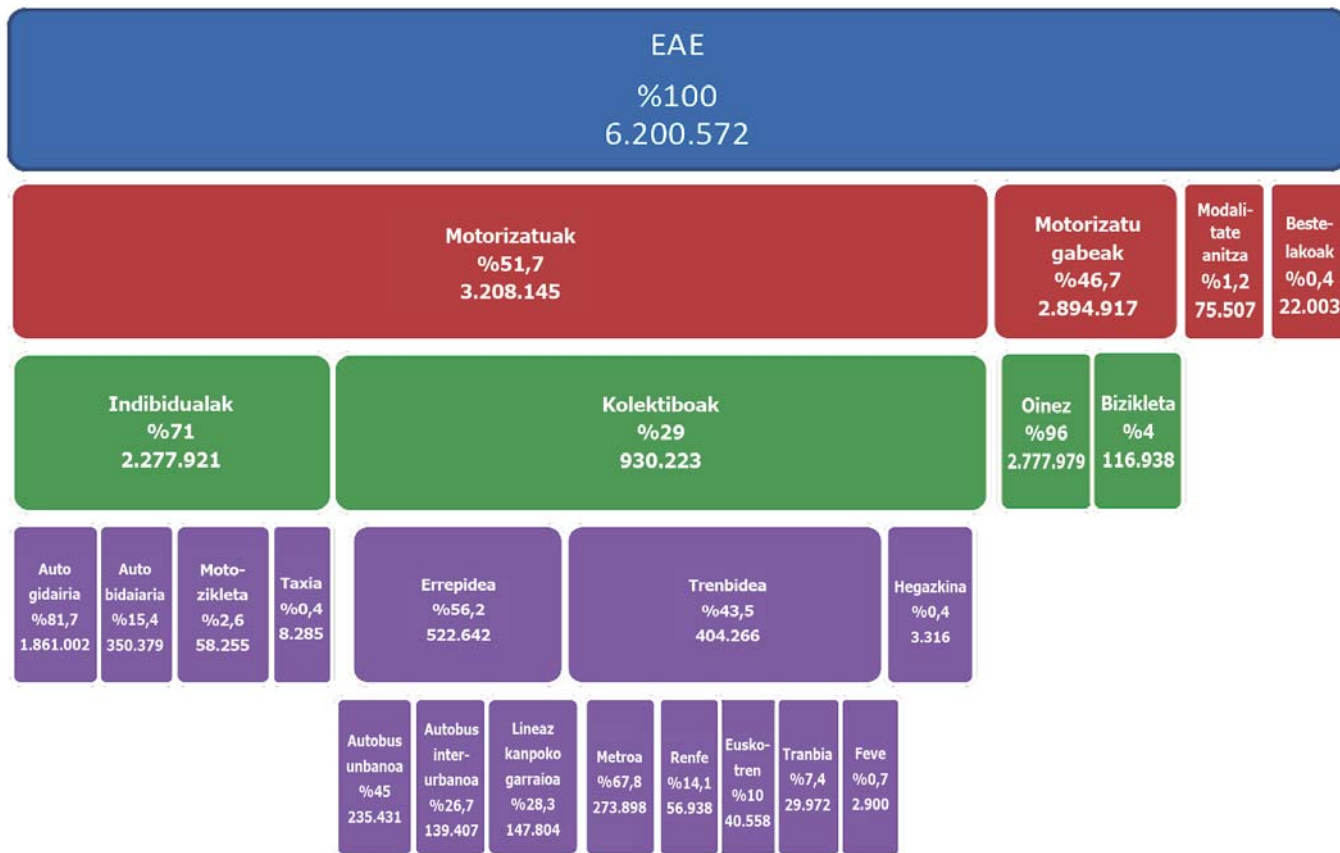 EAE
%100
6.200.572
Motorizatuak
%51,7
3.208.145
Motorizatu
gabeak
%46,7
2.894.917
Modali-
tate
anitza
%1,2
75.507
Beste-
lakoak
%0,4
22.003
Indibidualak
%71
2.277.921
Kolektiboak
%29
930.223
Oinez
%96
2.777.979
Bizikleta
%4
116.938
Auto
gidairia
%81,7
1.861.002
Auto
bidaiaria
%15,4
350.379
Moto-
zikleta
%2,6
58.255
Taxia
%0,4
8.285
Errepidea
%56,2
522.642
Trenbidea
%43,5
404.266
Hegazkina
%0,4
3.316
Autobus
unbanoa
%45
235.431
Autobus
inter-
urbanoa
%26,7
139.407
Lineaz
kanpoko
garraioa
%28,3
147.804
Metroa
%67,8
273.898
Renfe
%14,1
56.938
Eusko-
tren
%10
40.558
Tranbia
%7,4
29.972
Feve
%0,7
2.900